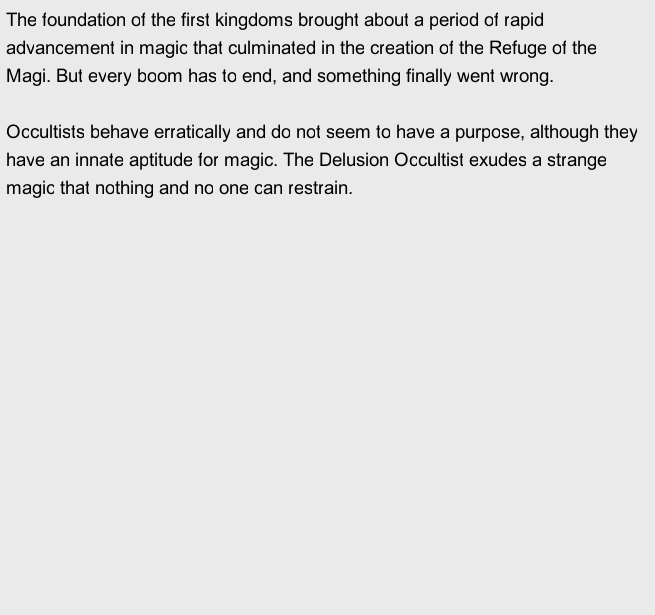 The foundation of the first kingdoms brought about a period of rapid
advancement in magic that culminated in the creation of the Refuge of the
Magi. But every boom has to end, and something finally went wrong.

Occultists behave erratically and do not seem to have a purpose, although they
have an innate aptitude for magic. The Delusion Occultist exudes a strange
magic that nothing and no one can restrain.